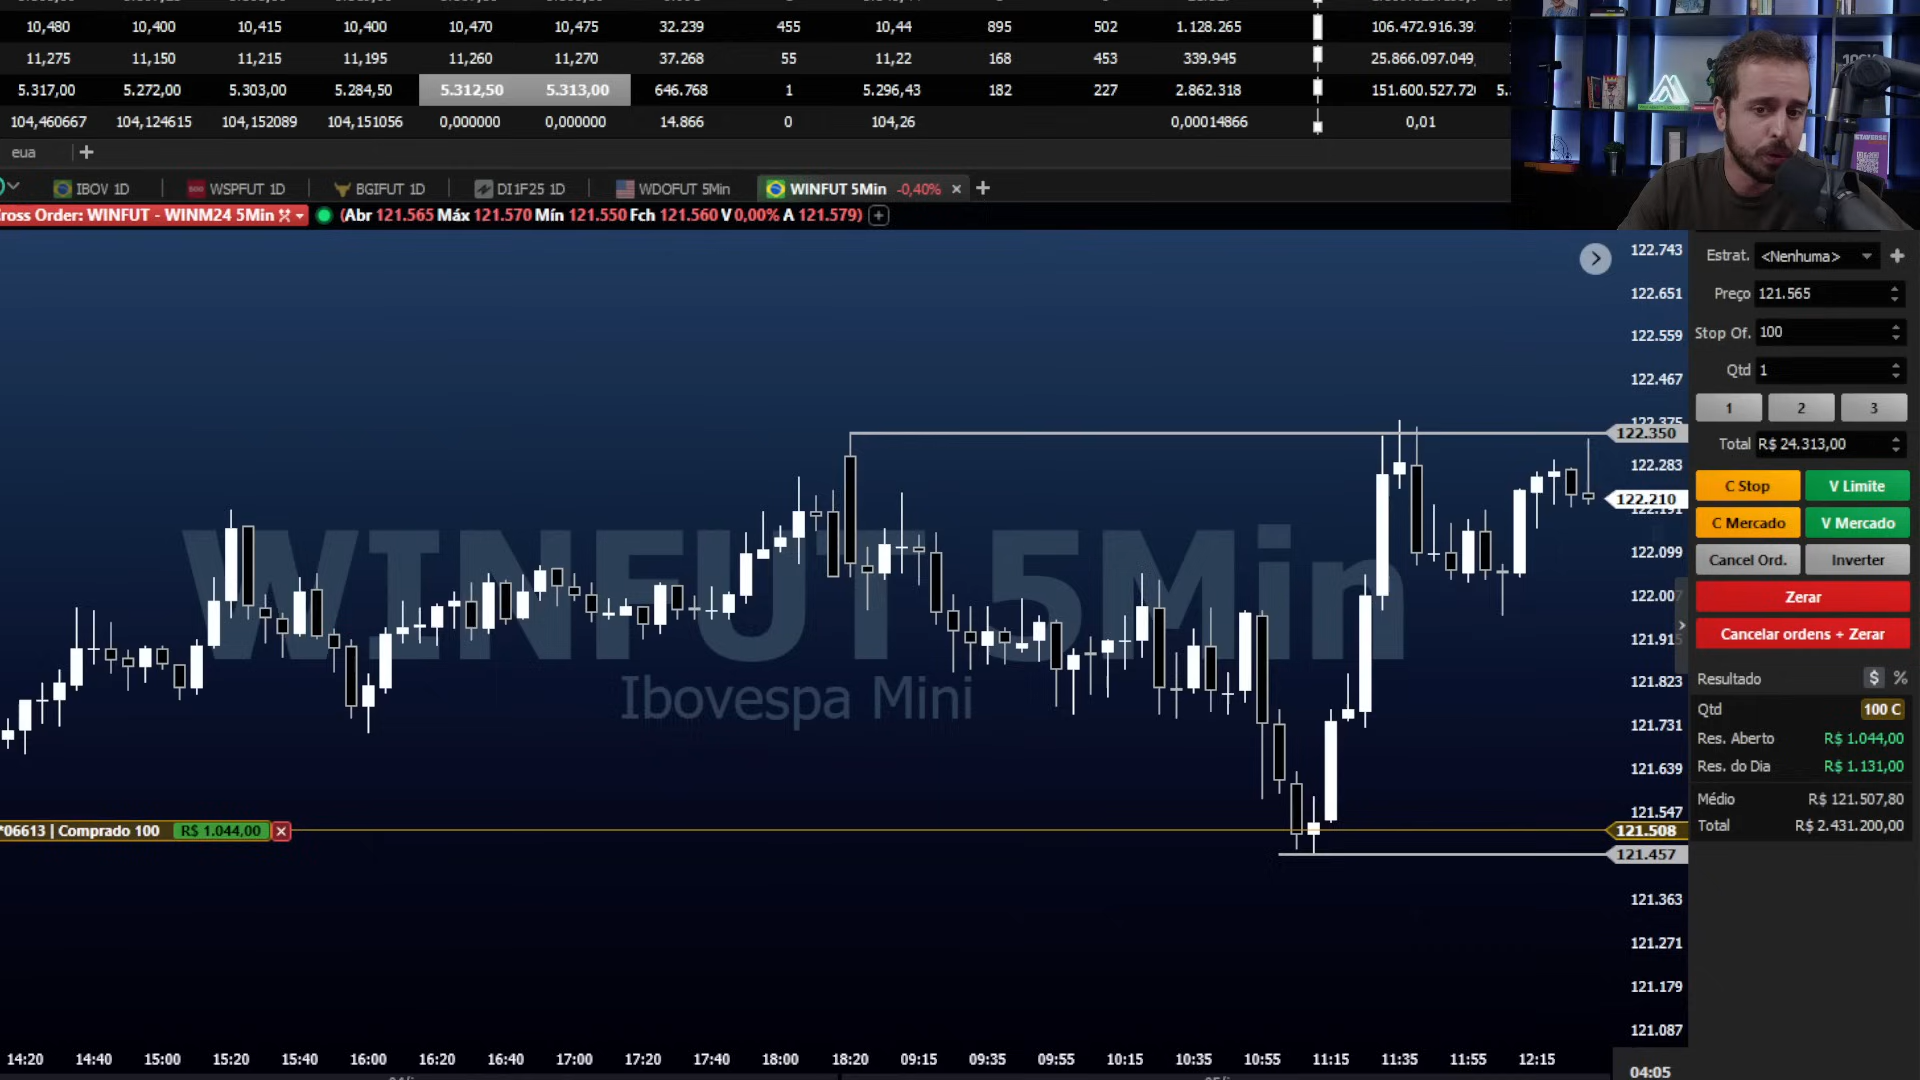 10,480 10,400 10,415 10,400 10,470 10,475 32.239 455 10,44 895 502 1.128.265 106.472.916.39
11,275 11,150 11,215 11,195 11,260 11,270 37.268 55 11,22 168 453 339.945 25.866.097.049
5.317,00 5.272,00 5.303,00 5.284,50 5.312,50 5.313,00 646.768 1 5.296,43 182 227 2.862.318 151.600.527.72
104,460667 104,124615 104,152089 104,151056 0,000000 0,000000 14.866 0 104,26 0,00014866 0,01
eua +
IBOV 1D WSPFUT 1D BGIFUT 1D DI1F25 1D WDOFUT 5Min WINFUT 5Min -0,40% × +
ross Order: WINFUT - WINM24 5Min (Abr 121.565 Máx 121.570 Mín 121.550 Fch 121.560 V 0,00% A 121.579)
WINFUT 5Min
Ibovespa Mini
122.743
122.651
122.559
122.467
122.375
122.350
122.283
122.210
122.191
122.099
122.007
121.915
121.823
121.731
121.639
121.547
121.508
121.457
121.363
121.271
121.179
121.087
*06613 | Comprado 100 R$ 1.044,00
14:20 14:40 15:00 15:20 15:40 16:00 16:20 16:40 17:00 17:20 17:40 18:00 18:20 09:15 09:35 09:55 10:15 10:35 10:55 11:15 11:35 11:55 12:15
04:05
Estrat. <Nenhuma>
Preço 121.565
Stop Of. 100
Qtd 1
1 2 3
Total R$ 24.313,00
C Stop V Limite
C Mercado V Mercado
Cancel Ord. Inverter
Zerar
Cancelar ordens + Zerar
Resultado $ %
Qtd 100 C
Res. Aberto R$ 1.044,00
Res. do Dia R$ 1.131,00
Médio R$ 121.507,80
Total R$ 2.431.200,00